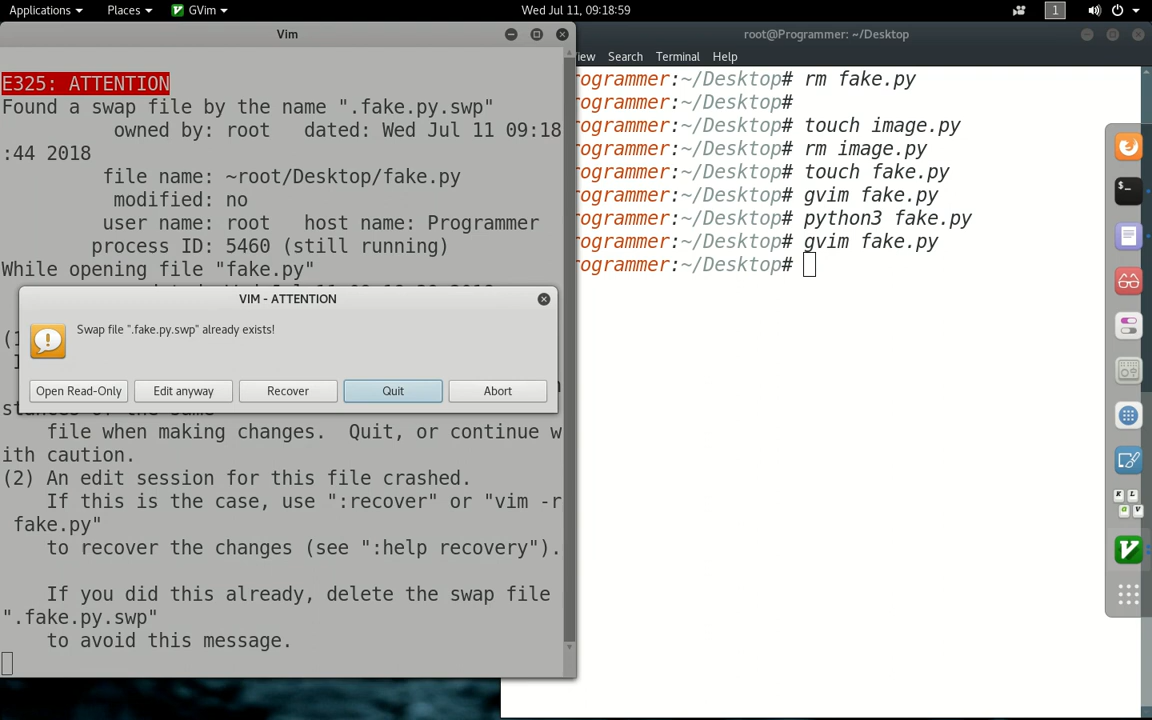 Applications Places GVim Wed Jul 11, 09:18:59 1
Vim
E325: ATTENTION
Found a swap file by the name ".fake.py.swp"
owned by: root dated: Wed Jul 11 09:18
:44 2018
file name: ~root/Desktop/fake.py
modified: no
user name: root host name: Programmer
process ID: 5460 (still running)
While opening file "fake.py"
VIM - ATTENTION
Swap file ".fake.py.swp" already exists!
Open Read-Only Edit anyway Recover Quit Abort
file when making changes. Quit, or continue w
ith caution.
(2) An edit session for this file crashed.
If this is the case, use ":recover" or "vim -r
fake.py"
to recover the changes (see ":help recovery").
If you did this already, delete the swap file
".fake.py.swp"
to avoid this message.
root@Programmer: ~/Desktop
iew Search Terminal Help
rogrammer:~/Desktop# rm fake.py
rogrammer:~/Desktop#
rogrammer:~/Desktop# touch image.py
rogrammer:~/Desktop# rm image.py
rogrammer:~/Desktop# touch fake.py
rogrammer:~/Desktop# gvim fake.py
rogrammer:~/Desktop# python3 fake.py
rogrammer:~/Desktop# gvim fake.py
rogrammer:~/Desktop#